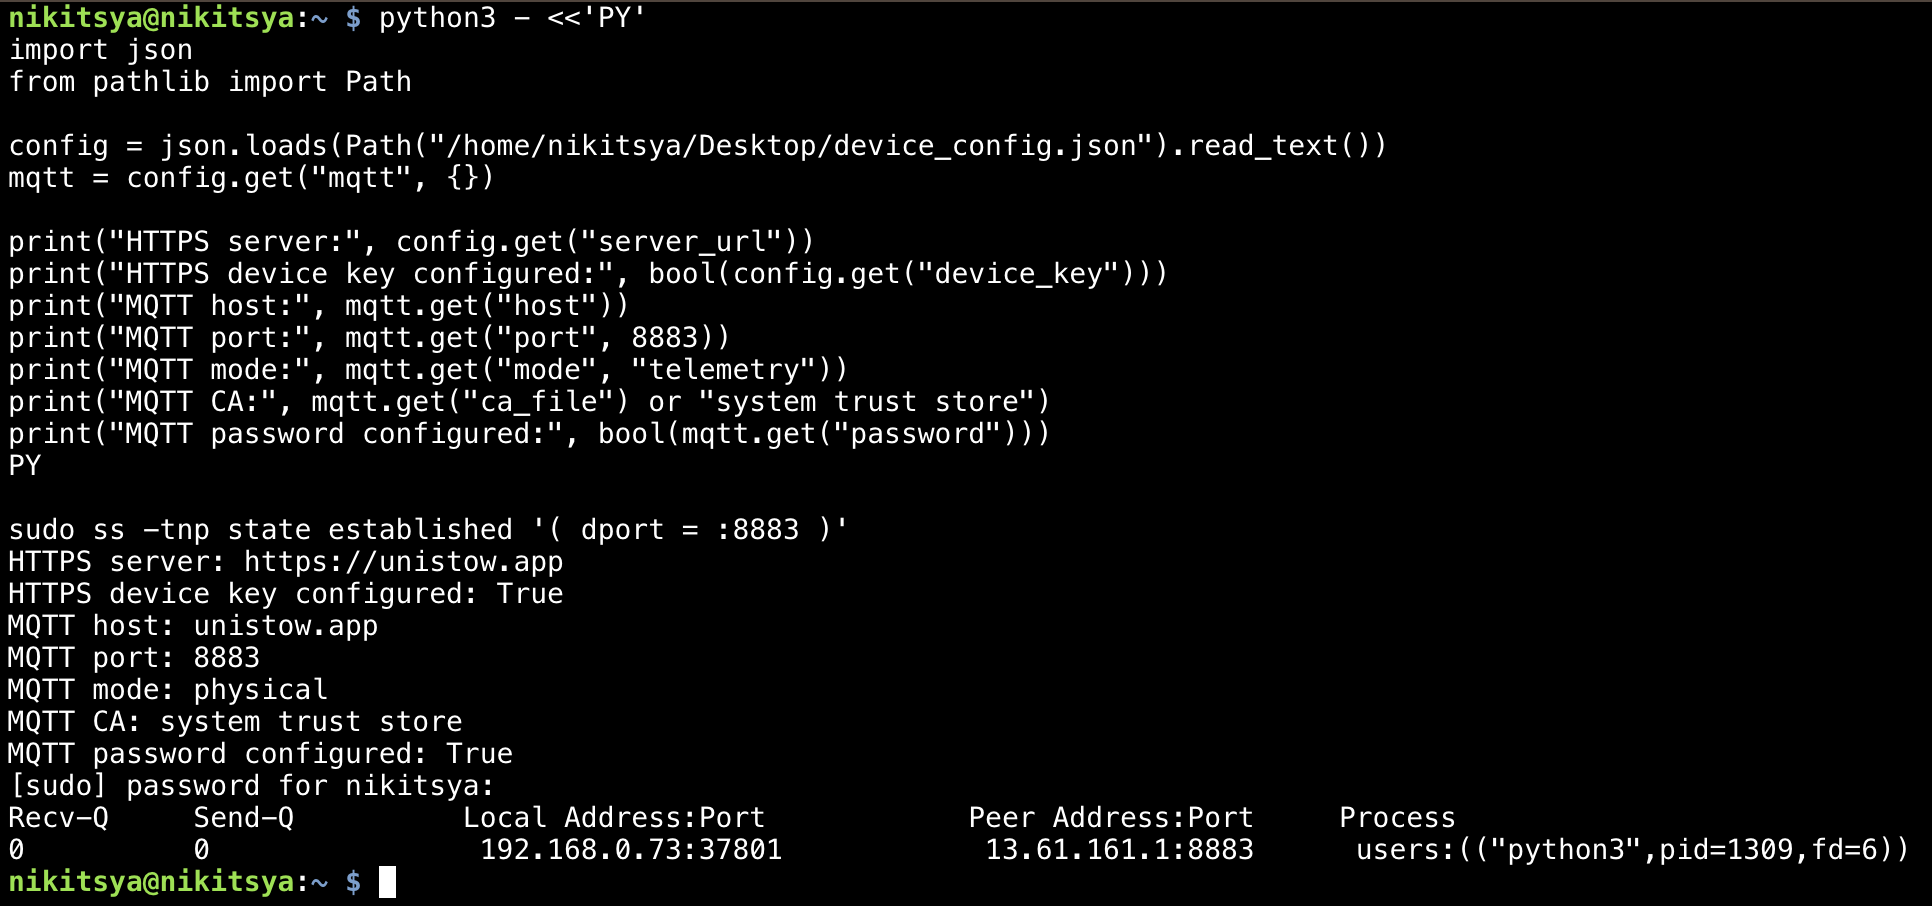 nikitsya@nikitsya:~ $ python3 - <<'PY'
import json
from pathlib import Path

config = json.loads(Path("/home/nikitsya/Desktop/device_config.json").read_text())
mqtt = config.get("mqtt", {})

print("HTTPS server:", config.get("server_url"))
print("HTTPS device key configured:", bool(config.get("device_key")))
print("MQTT host:", mqtt.get("host"))
print("MQTT port:", mqtt.get("port", 8883))
print("MQTT mode:", mqtt.get("mode", "telemetry"))
print("MQTT CA:", mqtt.get("ca_file") or "system trust store")
print("MQTT password configured:", bool(mqtt.get("password")))
PY

sudo ss -tnp state established '( dport = :8883 )'
HTTPS server: https://unistow.app
HTTPS device key configured: True
MQTT host: unistow.app
MQTT port: 8883
MQTT mode: physical
MQTT CA: system trust store
MQTT password configured: True
[sudo] password for nikitsya:
Recv-Q     Send-Q          Local Address:Port            Peer Address:Port     Process
0          0                192.168.0.73:37801            13.61.161.1:8883      users:(("python3",pid=1309,fd=6))
nikitsya@nikitsya:~ $